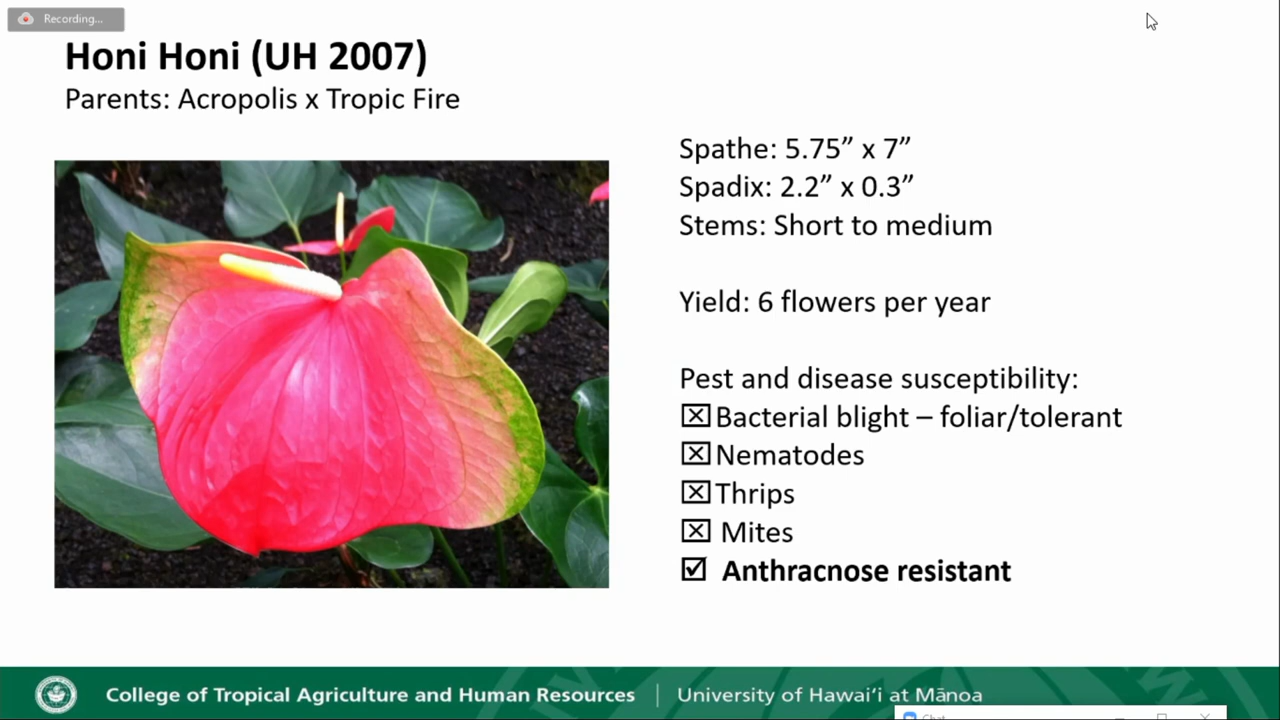 Recording...
Honi Honi (UH 2007)
Parents: Acropolis x Tropic Fire
Spathe: 5.75” x 7”
Spadix: 2.2” x 0.3”
Stems: Short to medium
Yield: 6 flowers per year
Pest and disease susceptibility:
☒ Bacterial blight – foliar/tolerant
☒ Nematodes
☒ Thrips
☒ Mites
☑ Anthracnose resistant
College of Tropical Agriculture and Human Resources | University of Hawaiʻi at Mānoa
Chat